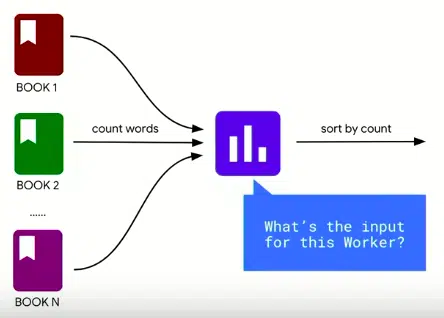 BOOK 1
count words
sort by count
BOOK 2
......
What's the input
for this Worker?
BOOK N